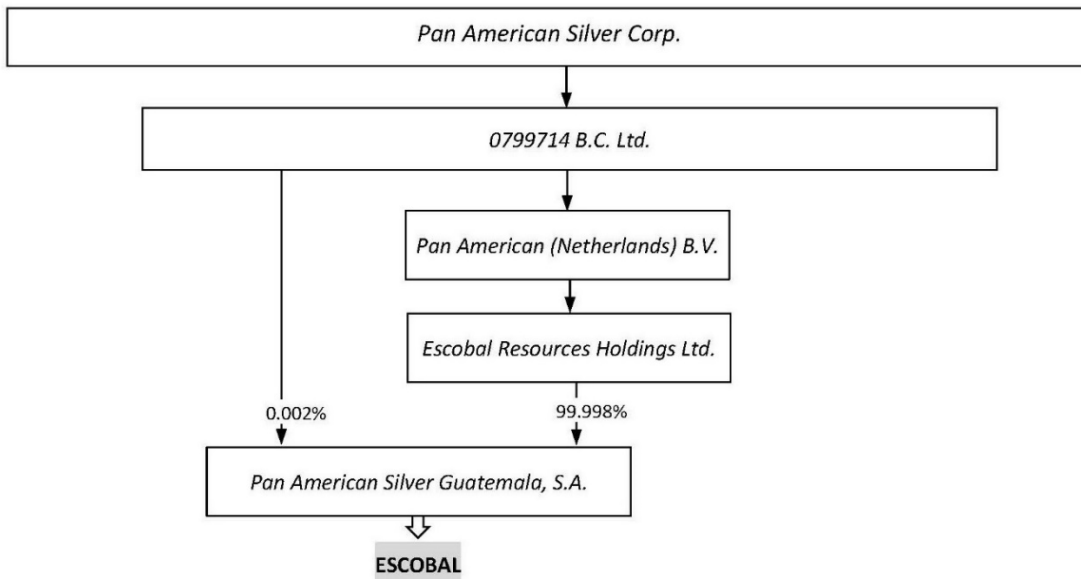 Pan American Silver Corp.
0799714 B.C. Ltd.
Pan American (Netherlands) B.V.
Escobal Resources Holdings Ltd.
0.002%
99.998%
Pan American Silver Guatemala, S.A.
ESCOBAL